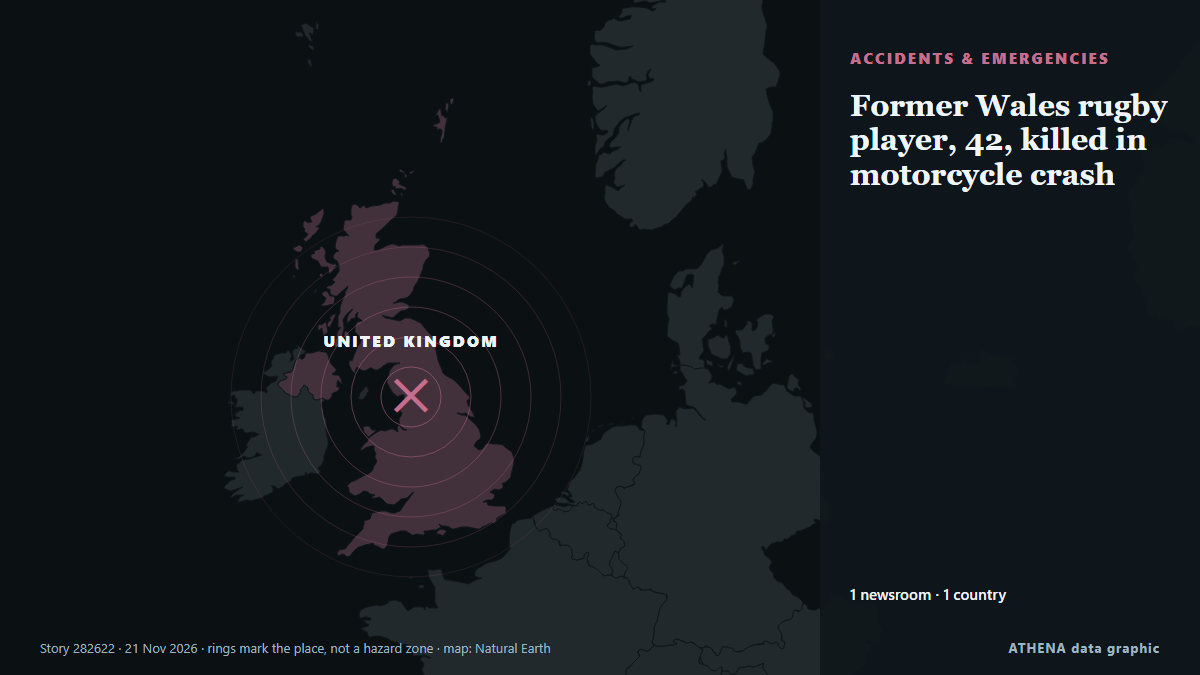 ACCIDENTS & EMERGENCIES
Former Wales rugby
player, 42, killed in
motorcycle crash
UNITED KINGDOM
1 newsroom · 1 country
Story 282622 · 21 Nov 2026 · rings mark the place, not a hazard zone · map: Natural Earth
ATHENA data graphic